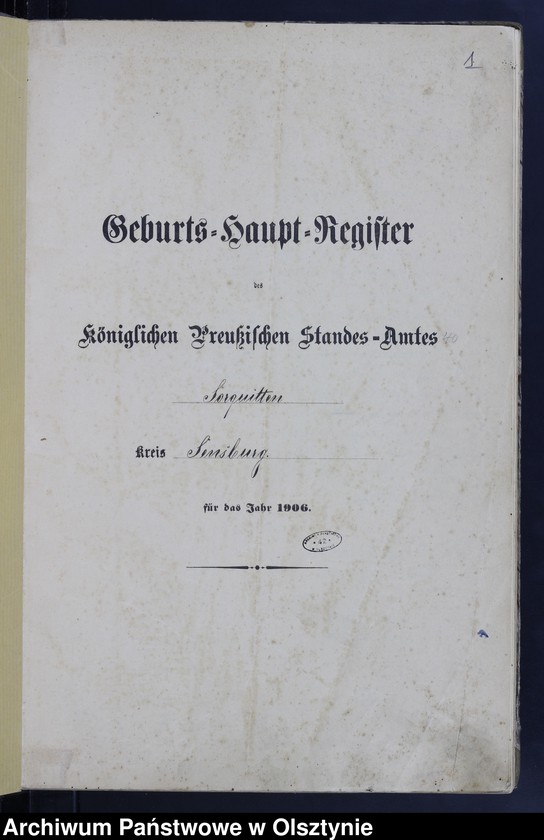 1
Geburts-Haupt-Register
des
Königlichen Preußischen Standes-Amtes
Sorquitten
Kreis Sensburg.
für das Jahr 1906.
Archiwum Państwowe w Olsztynie